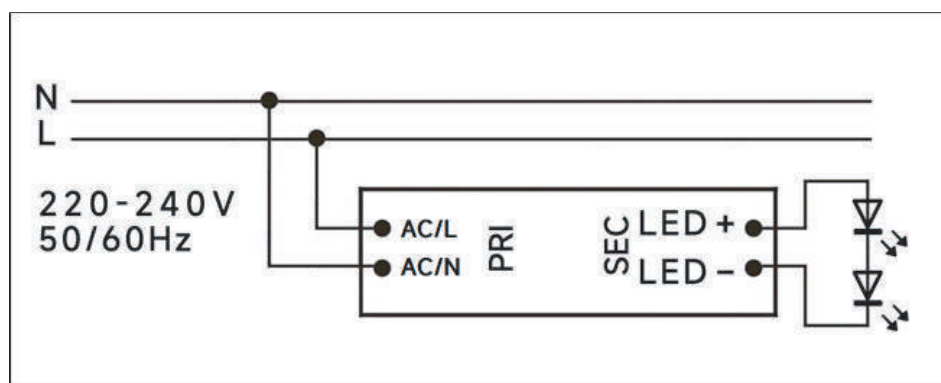 N
L
220-240V
50/60Hz
AC/L
AC/N
PRI
SEC
LED +
LED -